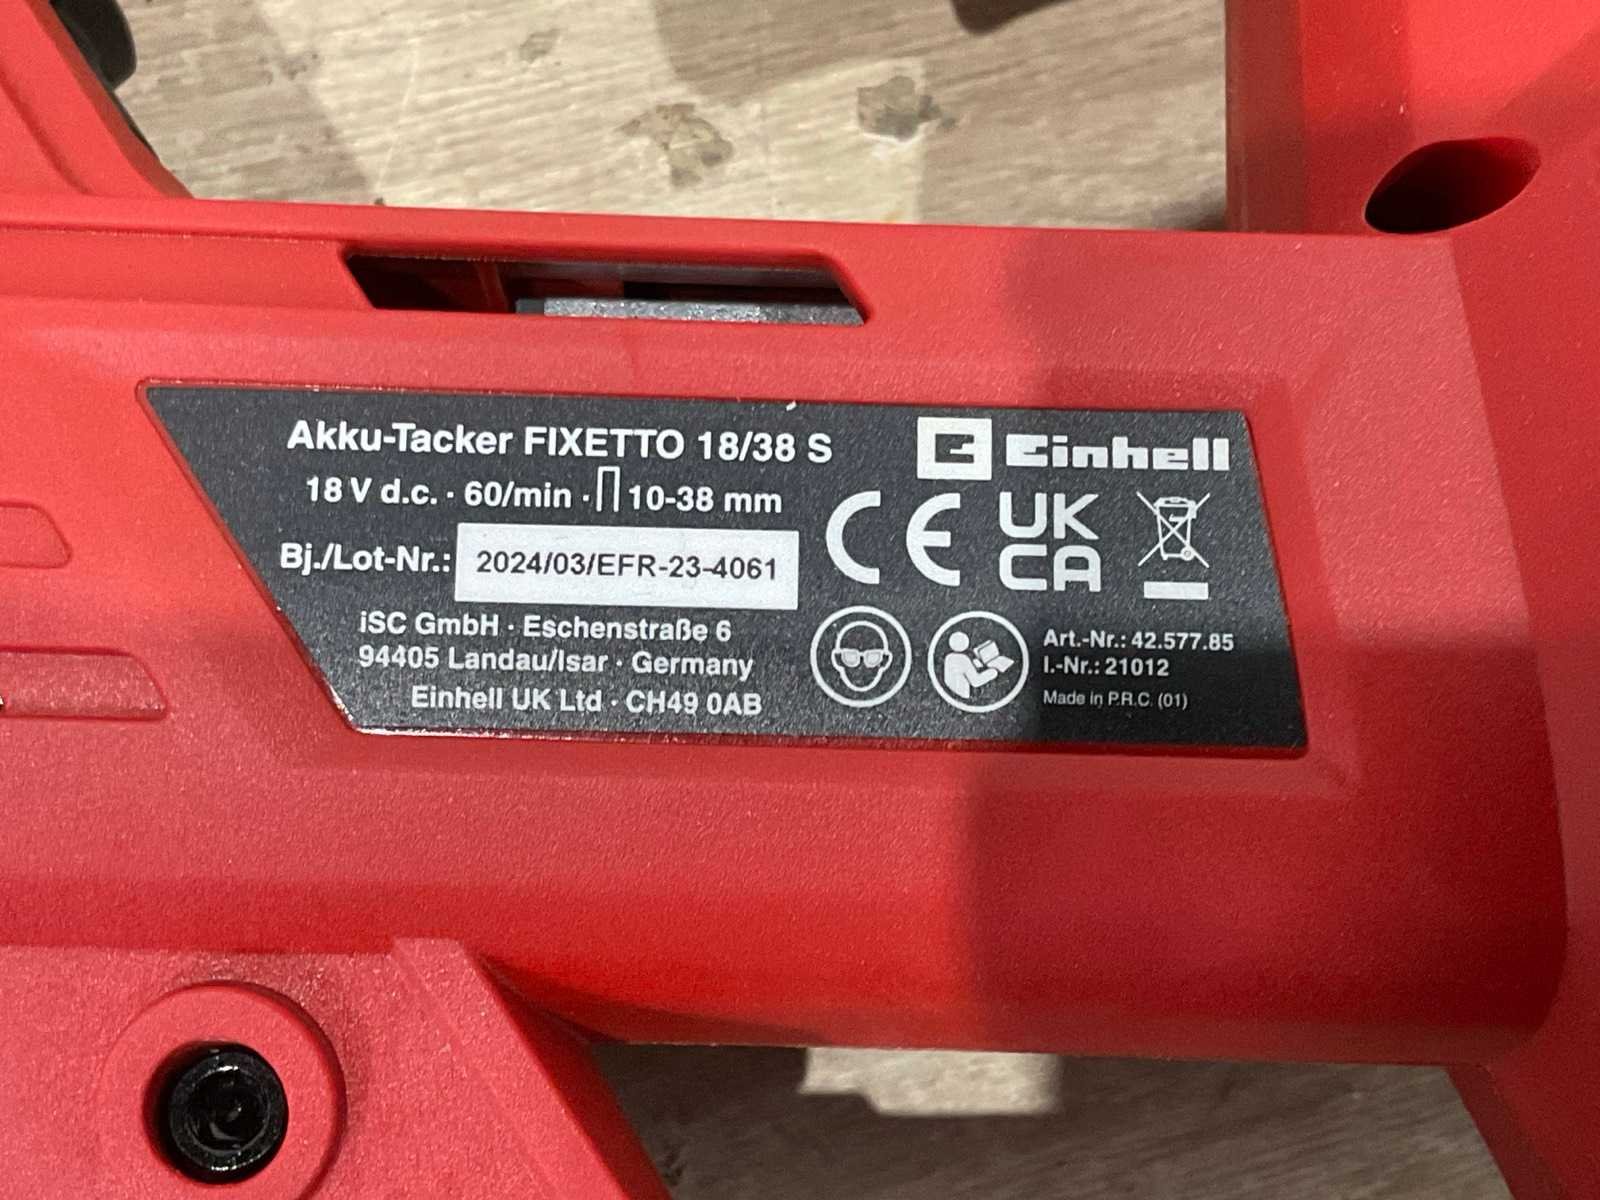 Akku-Tacker FIXETTO 18/38 S
18 V d.c. · 60/min · 10-38 mm
Bj./Lot-Nr.: 2024/03/EFR-23-4061
iSC GmbH · Eschenstraße 6
94405 Landau/Isar · Germany
Einhell UK Ltd · CH49 0AB
Einhell
CE
UK
CA
Art.-Nr.: 42.577.85
I.-Nr.: 21012
Made in P.R.C. (01)